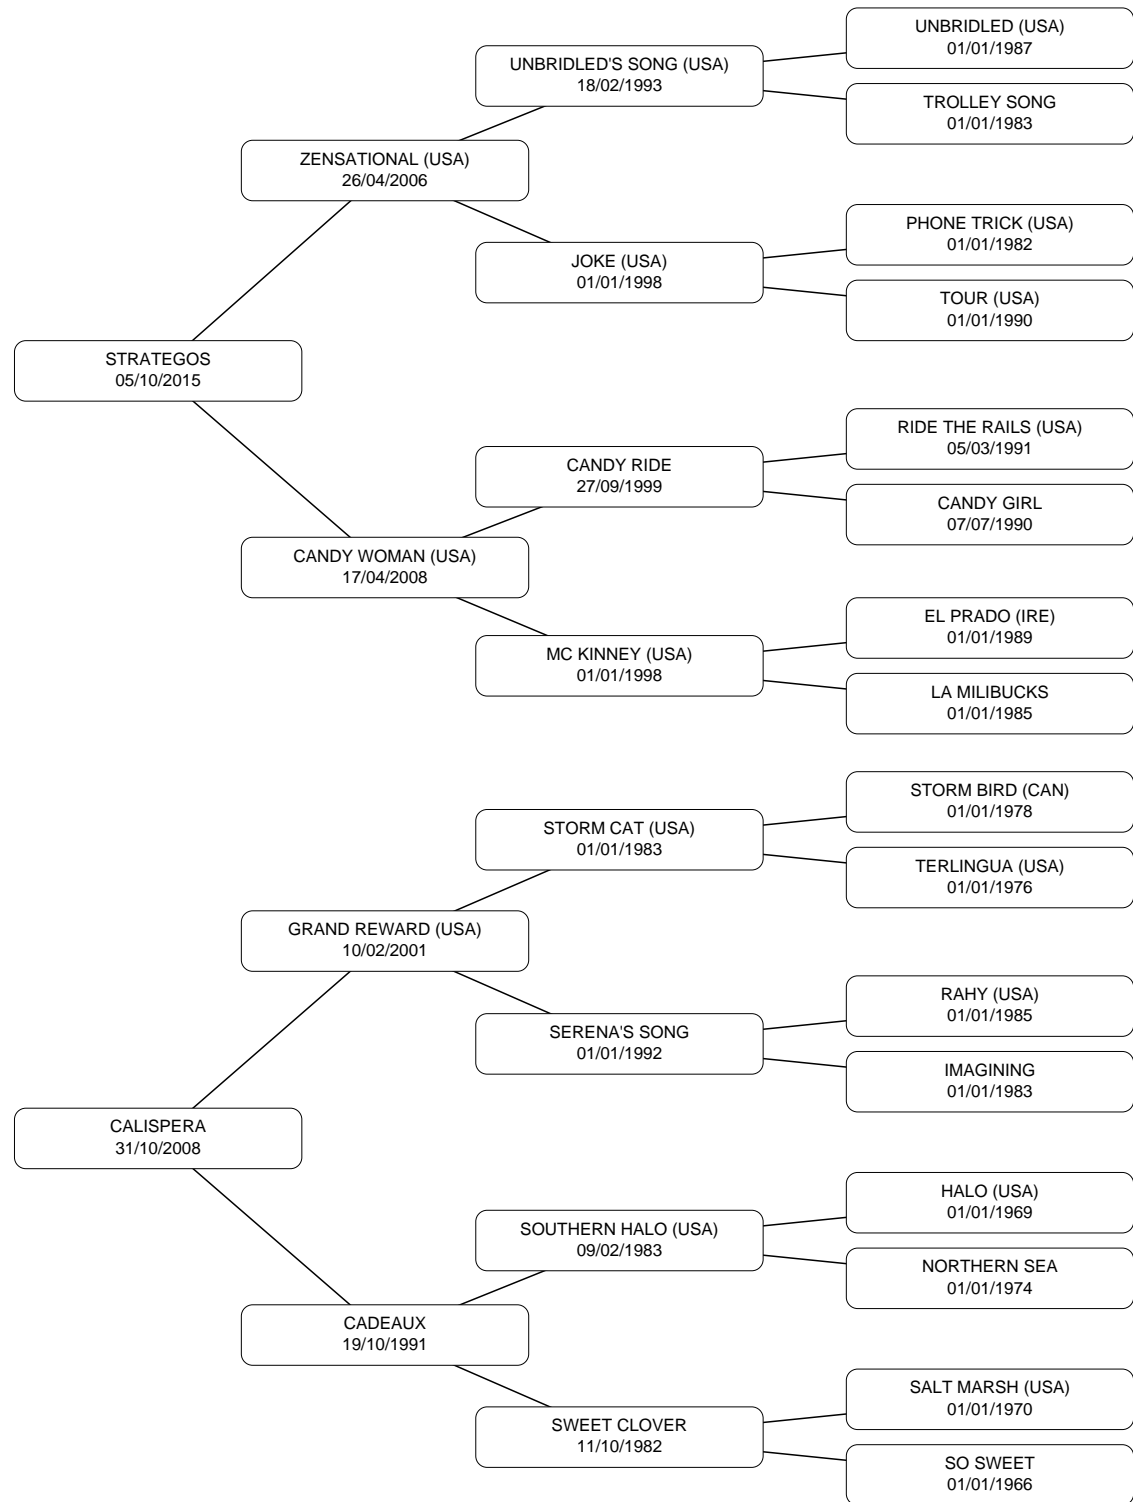 UNBRIDLED (USA)
01/01/1987
UNBRIDLED'S SONG (USA)
18/02/1993
TROLLEY SONG
01/01/1983
ZENSATIONAL (USA)
26/04/2006
PHONE TRICK (USA)
01/01/1982
JOKE (USA)
01/01/1998
TOUR (USA)
01/01/1990
STRATEGOS
05/10/2015
RIDE THE RAILS (USA)
05/03/1991
CANDY RIDE
27/09/1999
CANDY GIRL
07/07/1990
CANDY WOMAN (USA)
17/04/2008
EL PRADO (IRE)
01/01/1989
MC KINNEY (USA)
01/01/1998
LA MILIBUCKS
01/01/1985
STORM BIRD (CAN)
01/01/1978
STORM CAT (USA)
01/01/1983
TERLINGUA (USA)
01/01/1976
GRAND REWARD (USA)
10/02/2001
RAHY (USA)
01/01/1985
SERENA'S SONG
01/01/1992
IMAGINING
01/01/1983
CALISPERA
31/10/2008
HALO (USA)
01/01/1969
SOUTHERN HALO (USA)
09/02/1983
NORTHERN SEA
01/01/1974
CADEAUX
19/10/1991
SALT MARSH (USA)
01/01/1970
SWEET CLOVER
11/10/1982
SO SWEET
01/01/1966